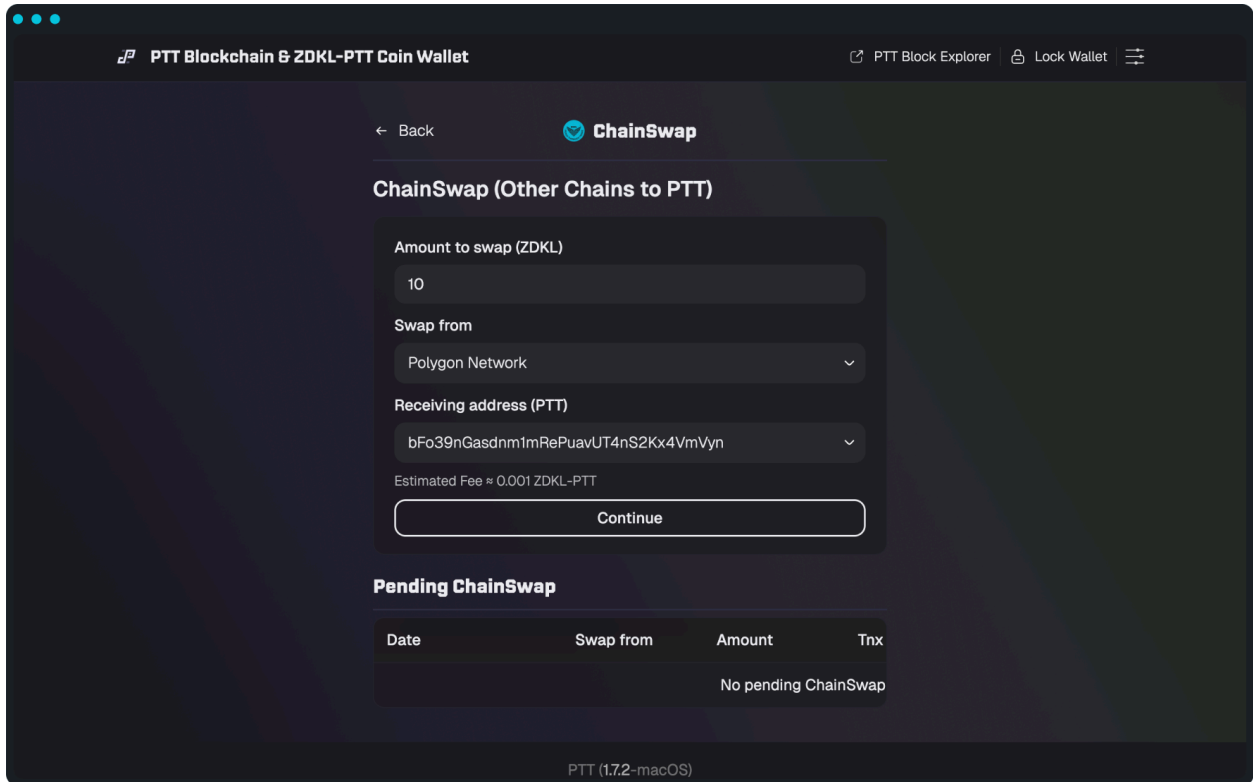 PTT Blockchain & ZDKL-PTT Coin Wallet
PTT Block Explorer
Lock Wallet
← Back
ChainSwap
ChainSwap (Other Chains to PTT)
Amount to swap (ZDKL)
10
Swap from
Polygon Network
Receiving address (PTT)
bFo39nGasdnm1mRePuavUT4nS2Kx4VmVyn
Estimated Fee ≈ 0.001 ZDKL-PTT
Continue
Pending ChainSwap
Date Swap from Amount Tnx
No pending ChainSwap
PTT (1.7.2-macOS)